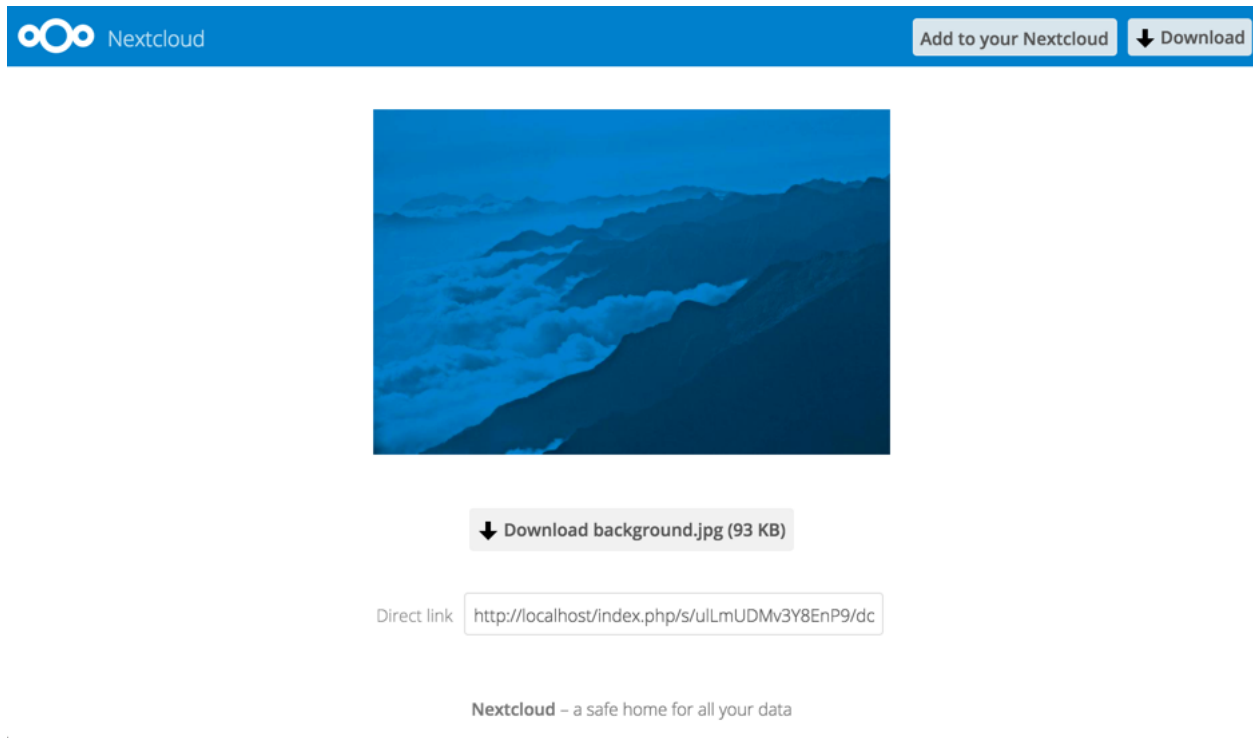 Nextcloud
Add to your Nextcloud
Download
Download background.jpg (93 KB)
Direct link
http://localhost/index.php/s/ulLmUDMv3Y8EnP9/dc
Nextcloud – a safe home for all your data